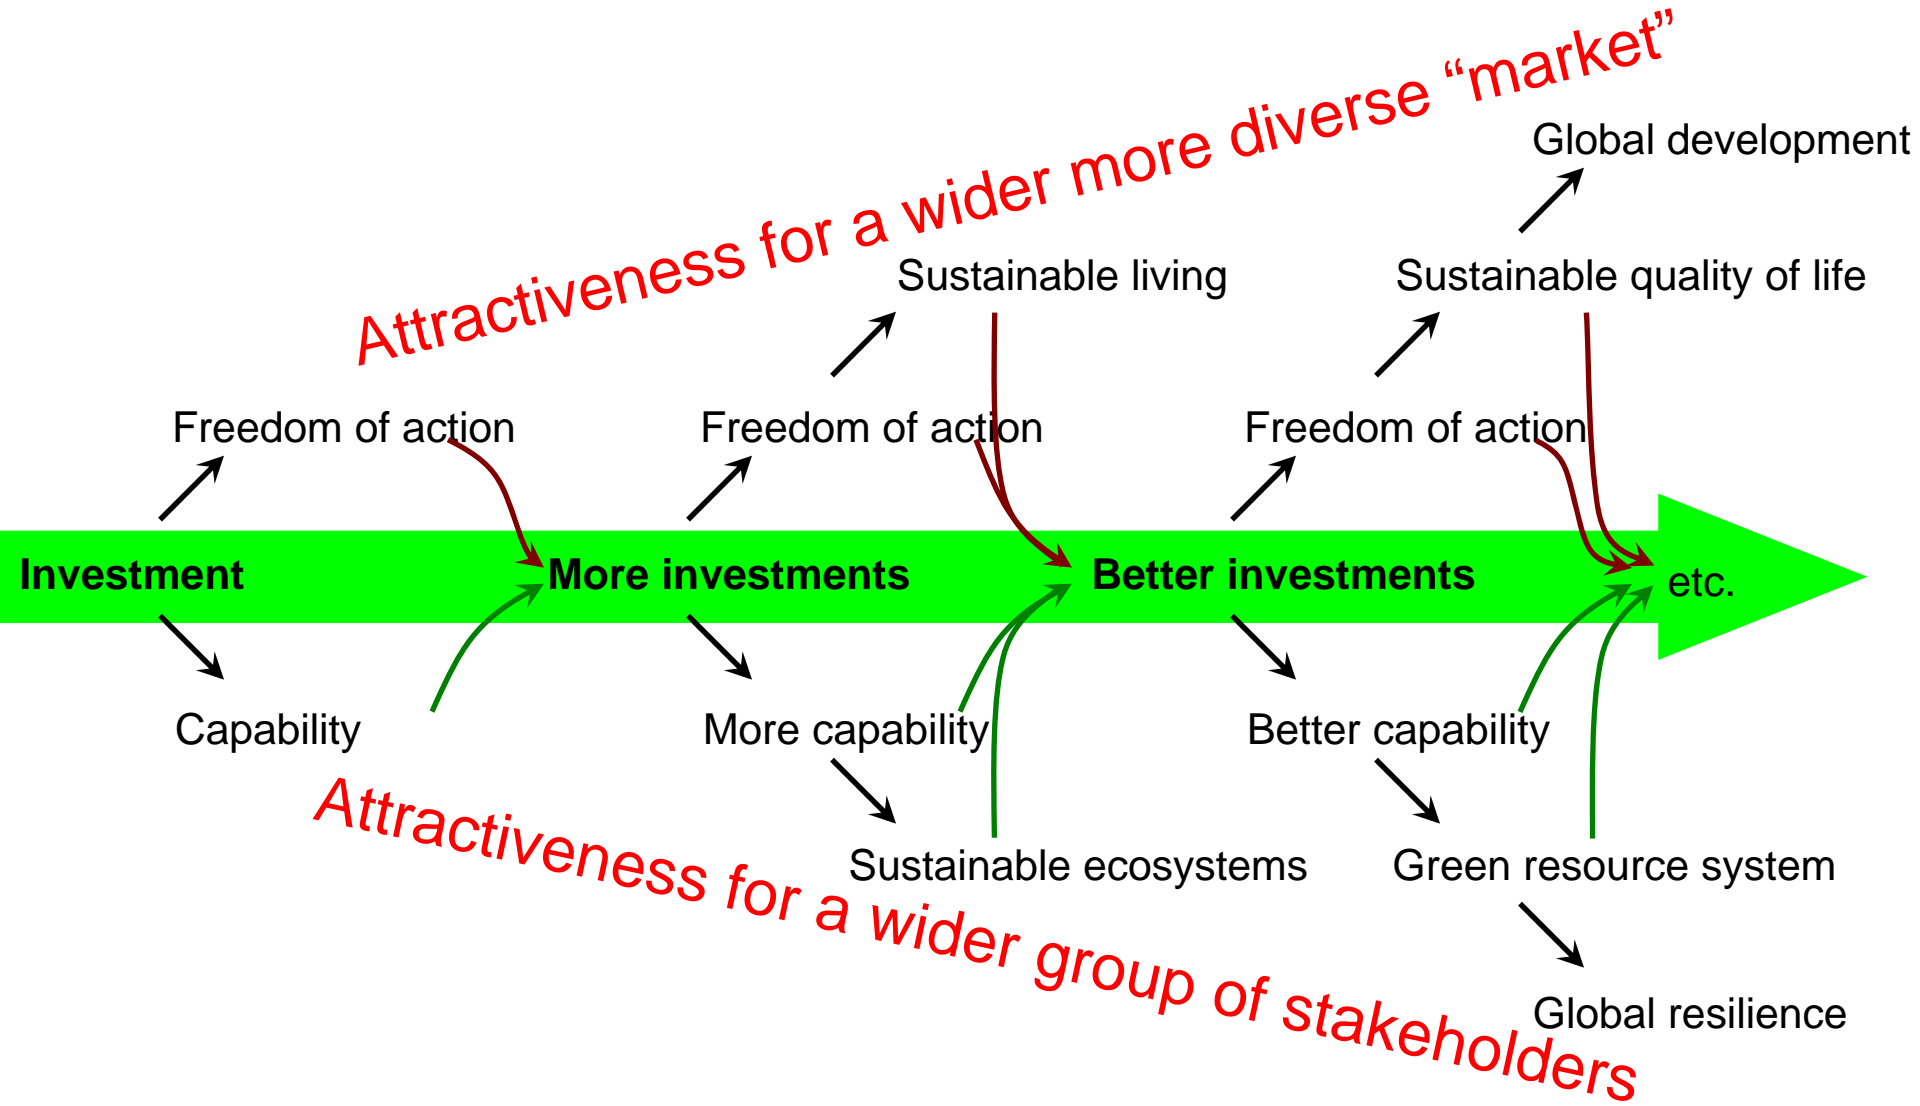 Attractiveness for a wider more diverse “market”
Global development
Sustainable living
Sustainable quality of life
Freedom of action
Freedom of action
Freedom of action
Investment
More investments
Better investments
etc.
Capability
More capability
Better capability
Sustainable ecosystems
Green resource system
Global resilience
Attractiveness for a wider group of stakeholders